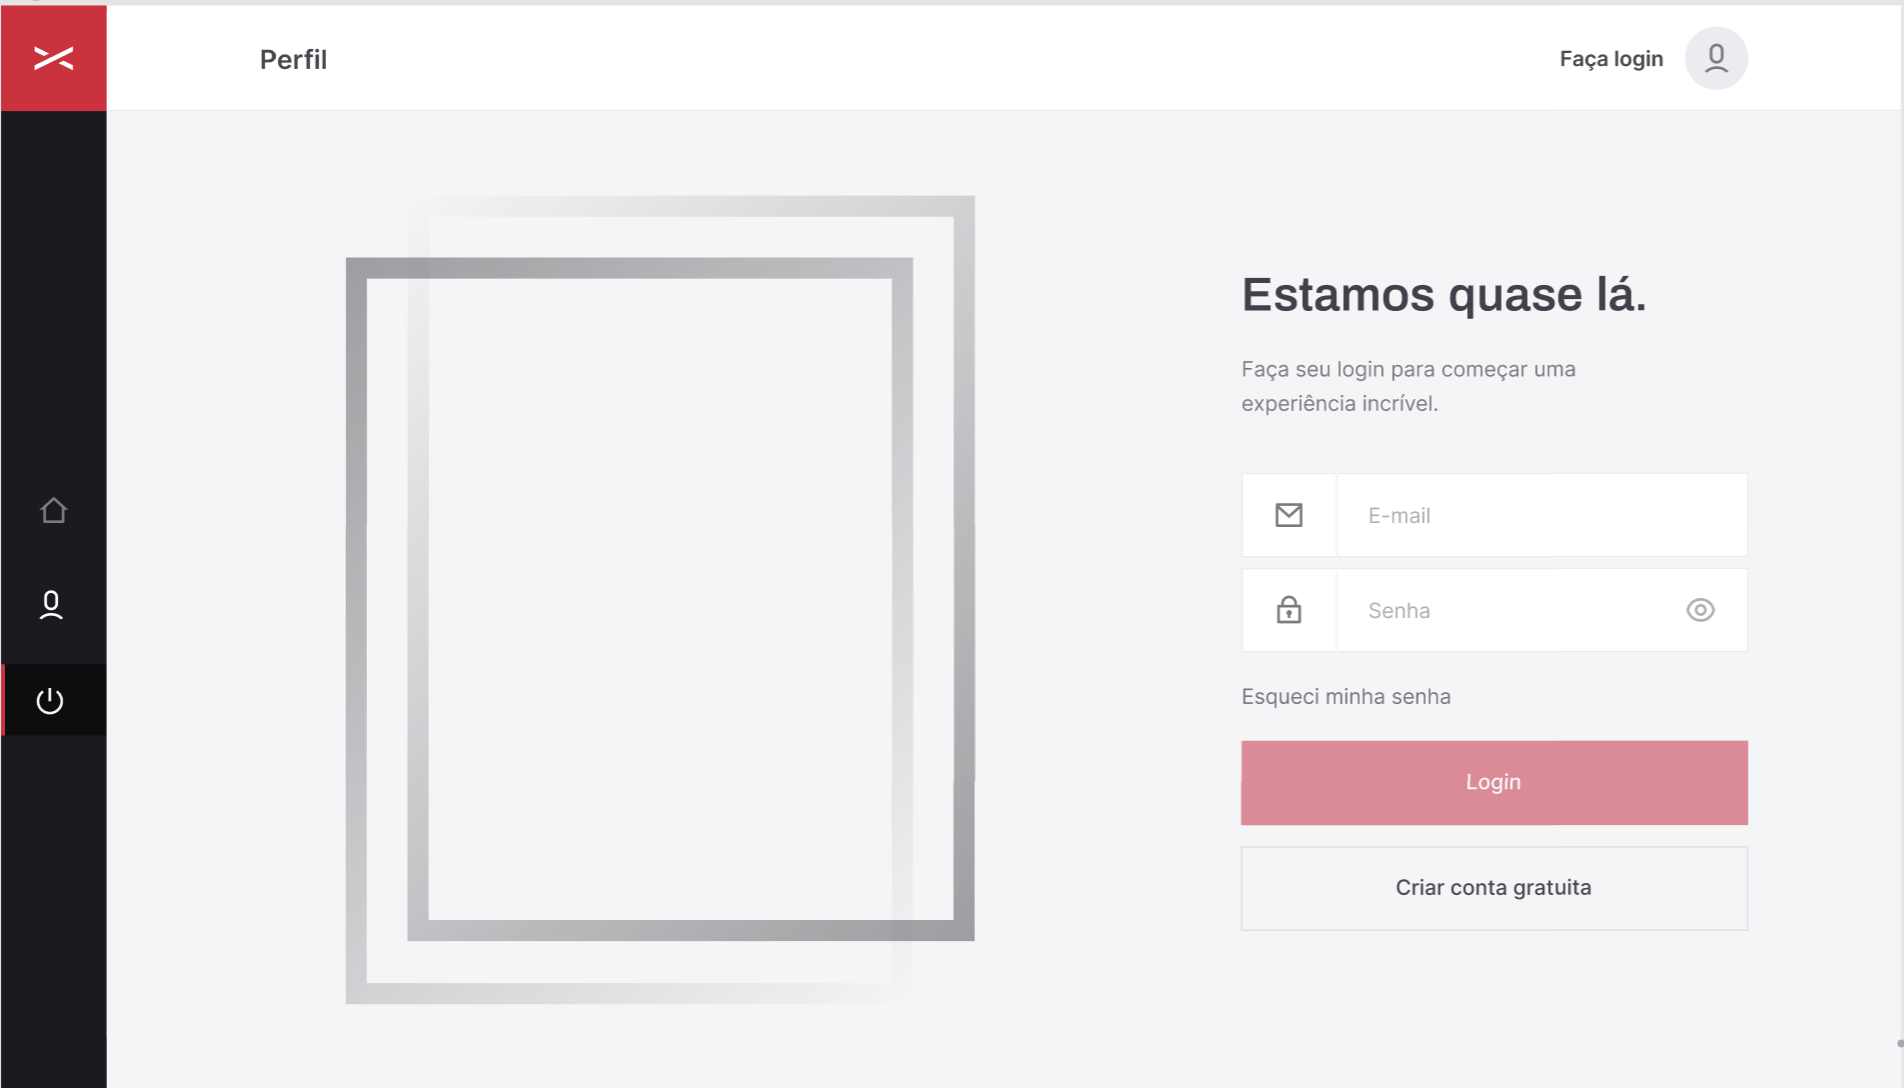 Perfil
Faça login
Estamos quase lá.
Faça seu login para começar uma
experiência incrível.
E-mail
Senha
Esqueci minha senha
Login
Criar conta gratuita